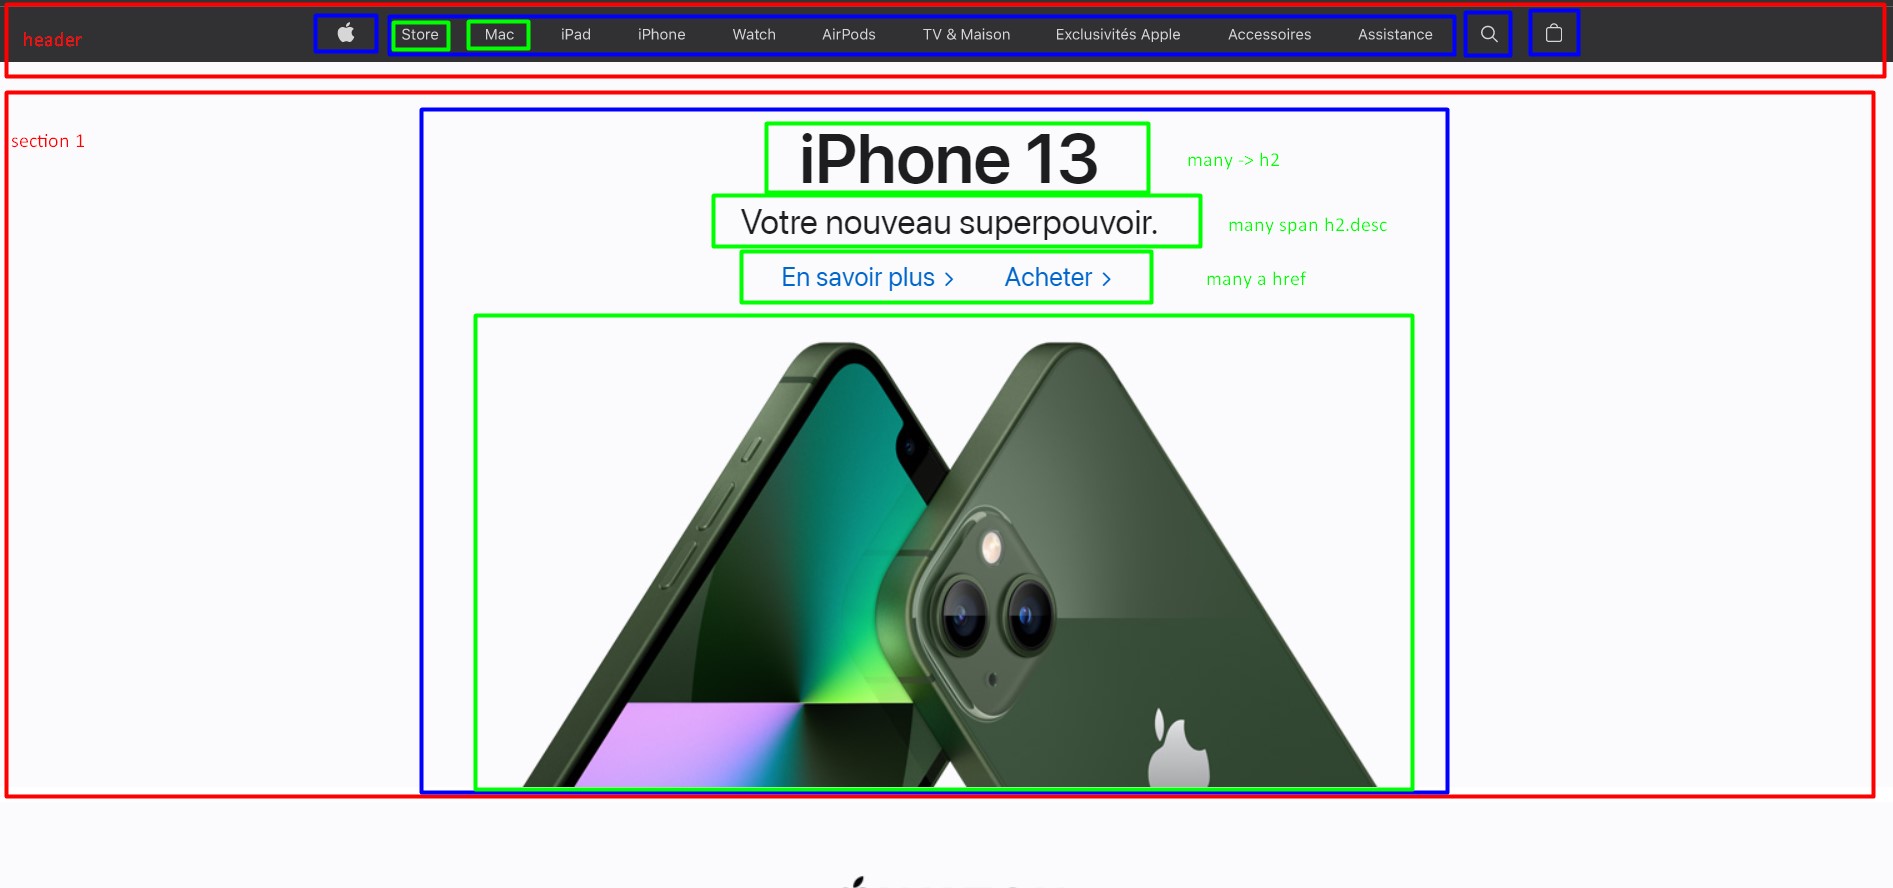 header
Store Mac iPad iPhone Watch AirPods TV & Maison Exclusivités Apple Accessoires Assistance
section 1
iPhone 13
many -> h2
Votre nouveau superpouvoir.
many span h2.desc
En savoir plus > Acheter >
many a href